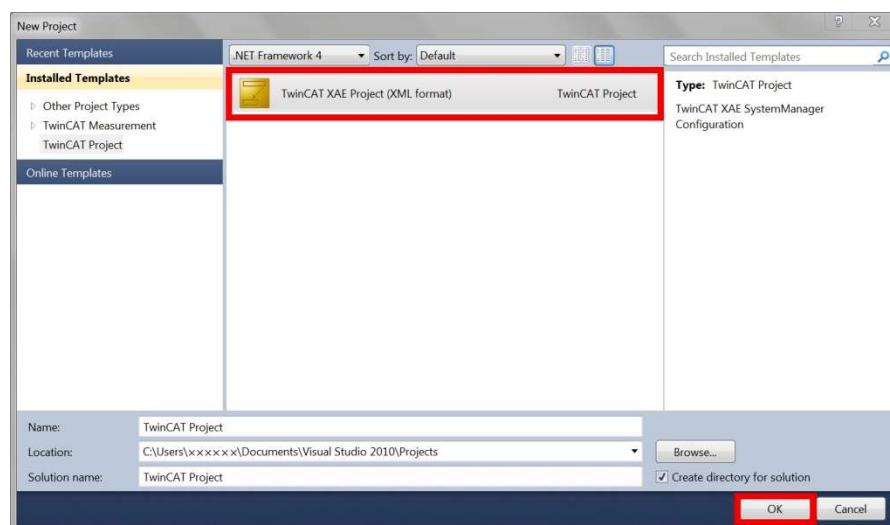 New Project
Recent Templates
Installed Templates
Other Project Types
TwinCAT Measurement
TwinCAT Project
Online Templates
.NET Framework 4 Sort by: Default
TwinCAT XAE Project (XML format) TwinCAT Project
Search Installed Templates
Type: TwinCAT Project
TwinCAT XAE SystemManager
Configuration
Name: TwinCAT Project
Location: C:\Users\××××××\Documents\Visual Studio 2010\Projects Browse...
Solution name: TwinCAT Project Create directory for solution
OK Cancel